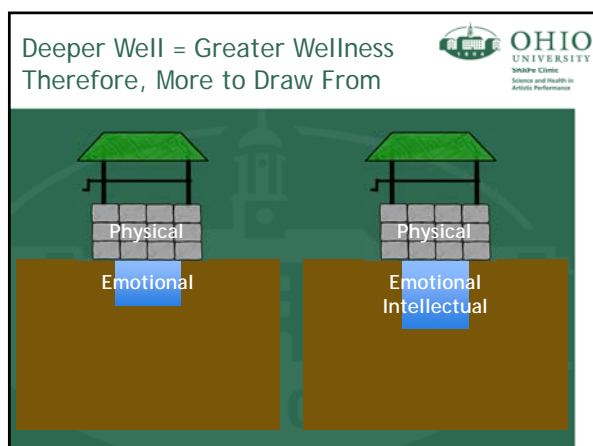 Deeper Well = Greater Wellness
Therefore, More to Draw From
OHIO
UNIVERSITY
SHAPe Clinic
Science and Health in
Artistic Performance
1804
Physical
Emotional
Physical
Emotional
Intellectual